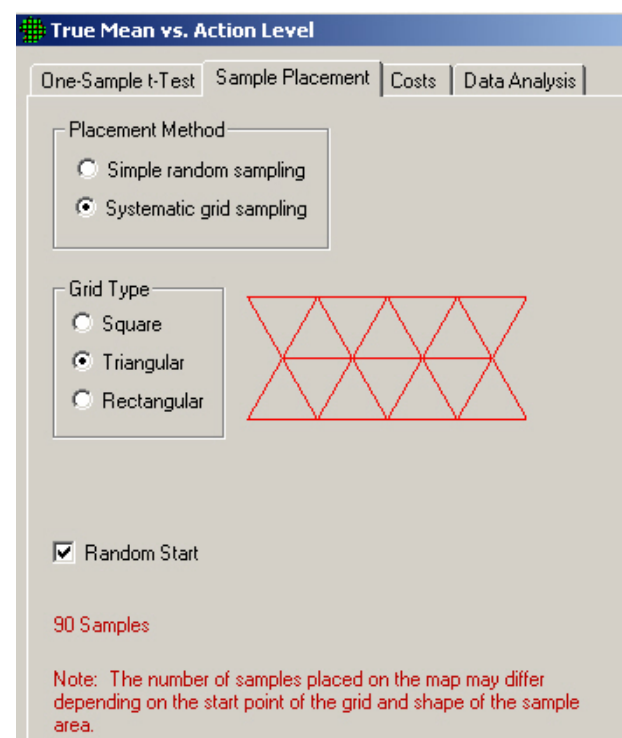 True Mean vs. Action Level
One-Sample t-Test Sample Placement Costs Data Analysis
Placement Method
Simple random sampling
Systematic grid sampling
Grid Type
Square
Triangular
Rectangular
Random Start
90 Samples
Note: The number of samples placed on the map may differ
depending on the start point of the grid and shape of the sample
area.